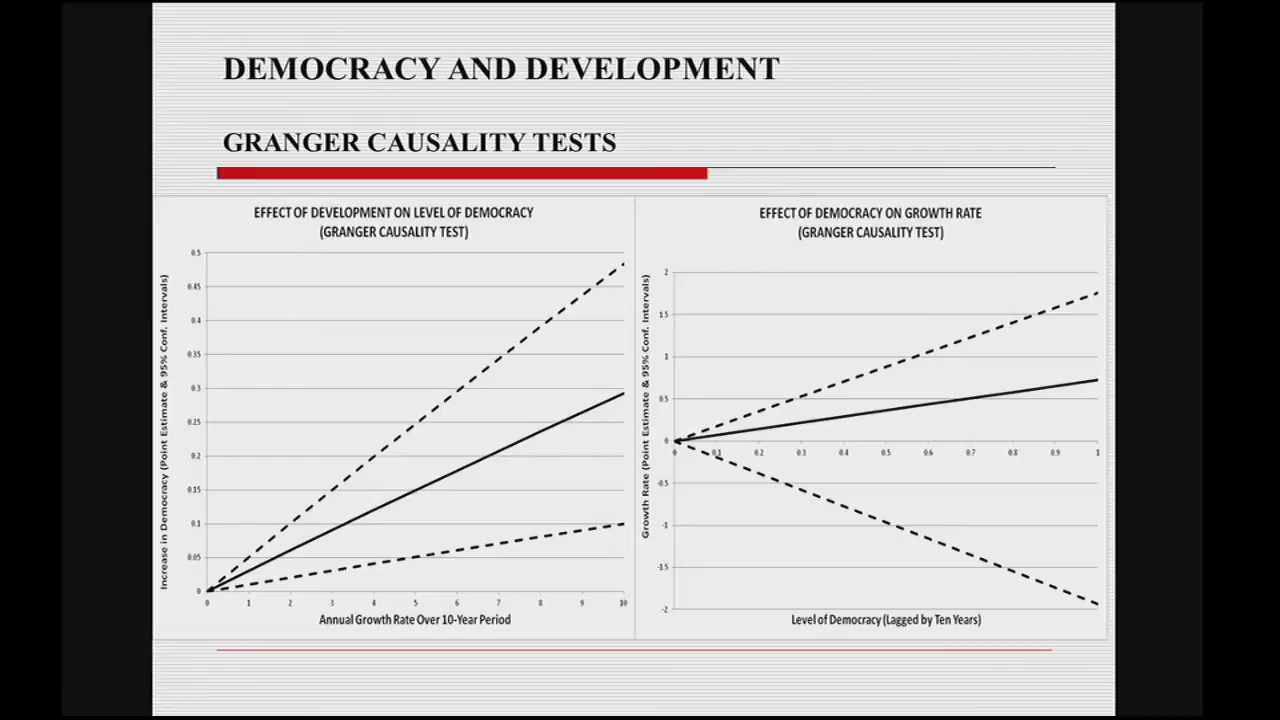 DEMOCRACY AND DEVELOPMENT
GRANGER CAUSALITY TESTS
EFFECT OF DEVELOPMENT ON LEVEL OF DEMOCRACY
(GRANGER CAUSALITY TEST)
Increase in Democracy (Point Estimate & 95% Conf. Intervals)
0.5
0.45
0.4
0.35
0.3
0.25
0.2
0.15
0.1
0.05
0
0 1 2 3 4 5 6 7 8 9 10
Annual Growth Rate Over 10-Year Period
EFFECT OF DEMOCRACY ON GROWTH RATE
(GRANGER CAUSALITY TEST)
Growth Rate (Point Estimate & 95% Conf. Intervals)
2
1.5
1
0.5
0
-0.5
-1
-1.5
-2
0 0.1 0.2 0.3 0.4 0.5 0.6 0.7 0.8 0.9 1
Level of Democracy (Lagged by Ten Years)